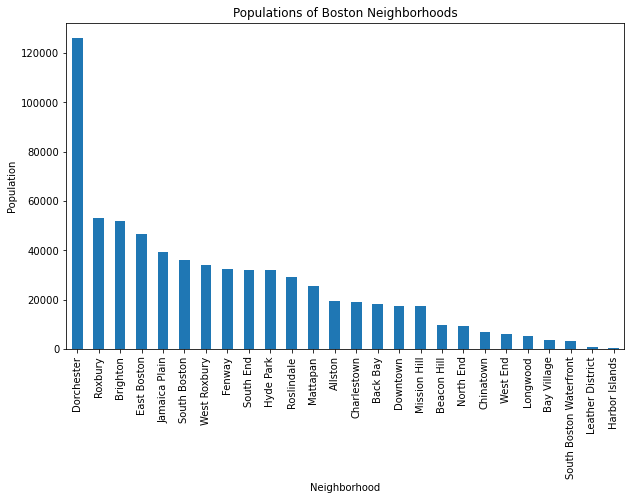 Populations of Boston Neighborhoods
Population
120000
100000
80000
60000
40000
20000
0
Dorchester
Roxbury
Brighton
East Boston
Jamaica Plain
South Boston
West Roxbury
Fenway
South End
Hyde Park
Roslindale
Mattapan
Allston
Charlestown
Back Bay
Downtown
Mission Hill
Beacon Hill
North End
Chinatown
West End
Longwood
Bay Village
South Boston Waterfront
Leather District
Harbor Islands
Neighborhood